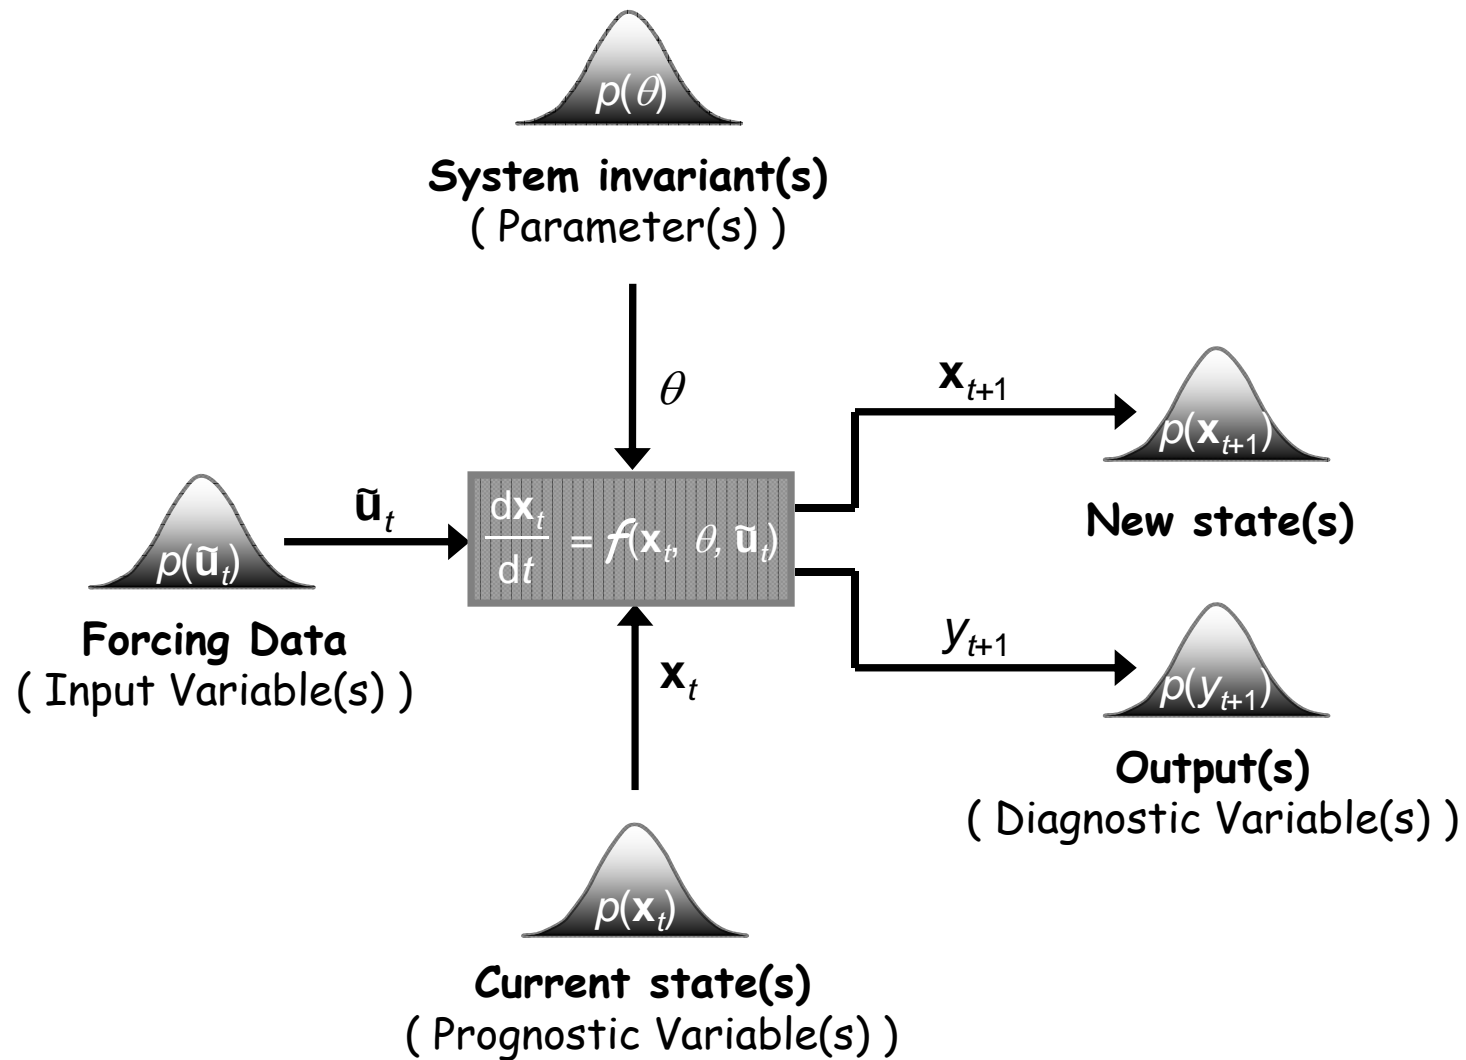 p(θ)
System invariant(s)
( Parameter(s) )
θ
x_{t+1}
p(x_{t+1})
New state(s)
ũ_t
p(ũ_t)
Forcing Data
( Input Variable(s) )
dx_t/dt = f(x_t, θ, ũ_t)
x_t
y_{t+1}
p(y_{t+1})
Output(s)
( Diagnostic Variable(s) )
p(x_t)
Current state(s)
( Prognostic Variable(s) )